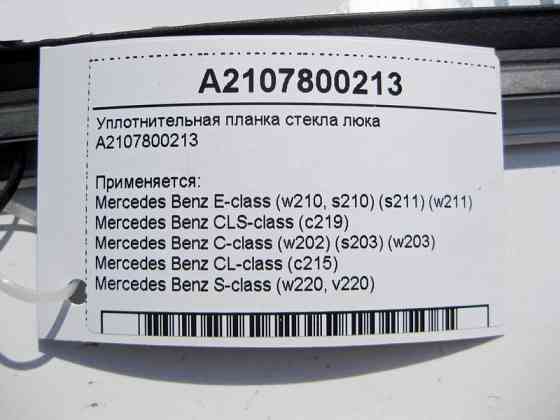 A2107800213
Уплотнительная планка стекла люка
A2107800213
Применяется:
Mercedes Benz E-class (w210, s210) (s211) (w211)
Mercedes Benz CLS-class (c219)
Mercedes Benz C-class (w202) (s203) (w203)
Mercedes Benz CL-class (c215)
Mercedes Benz S-class (w220, v220)